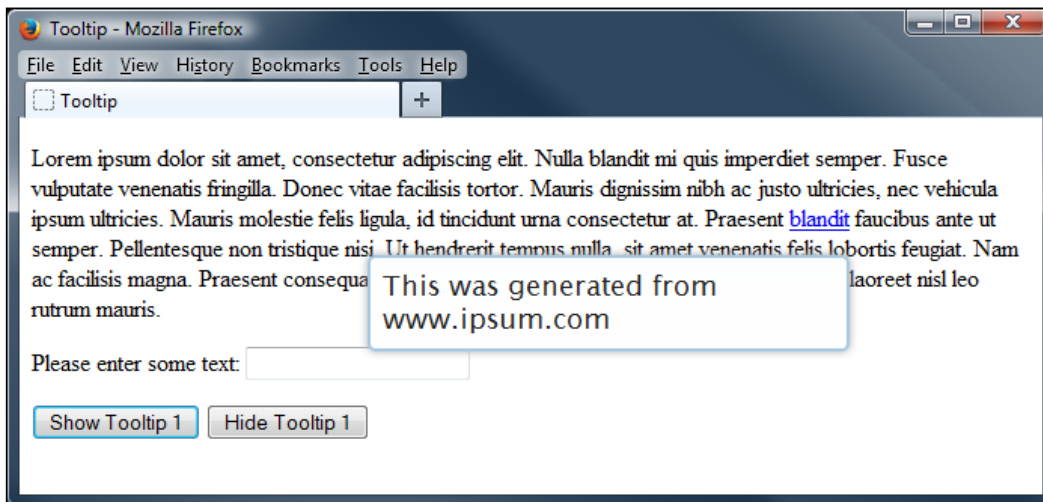 Tooltip - Mozilla Firefox
File Edit View History Bookmarks Tools Help
Tooltip
Lorem ipsum dolor sit amet, consectetur adipiscing elit. Nulla blandit mi quis imperdiet semper. Fusce
vulputate venenatis fringilla. Donec vitae facilisis tortor. Mauris dignissim nibh ac justo ultricies, nec vehicula
ipsum ultricies. Mauris molestie felis ligula, id tincidunt urna consectetur at. Praesent blandit faucibus ante ut
semper. Pellentesque non tristique nisi. Ut hendrerit tempus nulla, sit amet venenatis felis lobortis feugiat. Nam
ac facilisis magna. Praesent consequa laoreet nisl leo
rutrum mauris.
This was generated from
www.ipsum.com
Please enter some text:
Show Tooltip 1 Hide Tooltip 1